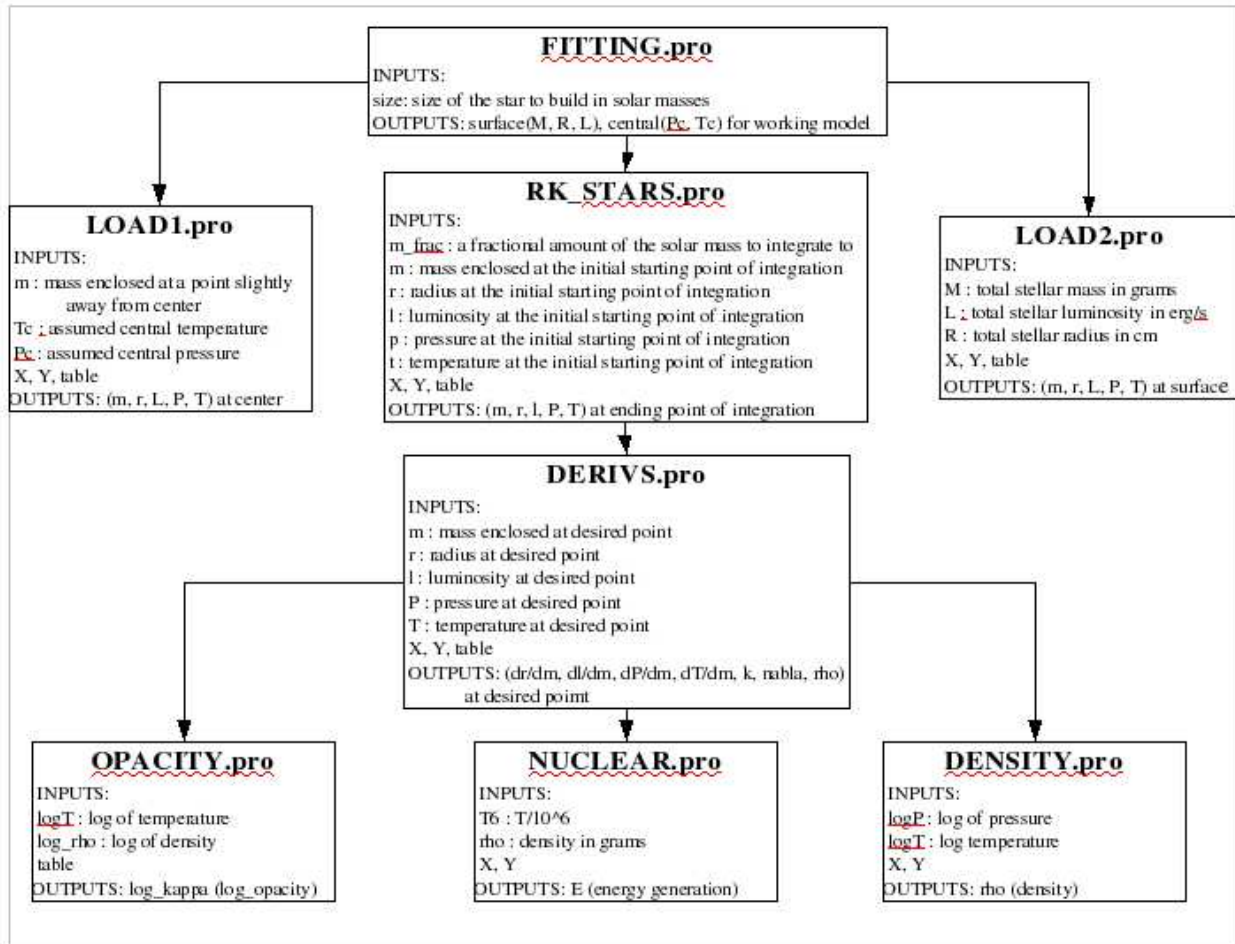 FITTING.pro
INPUTS:
size: size of the star to build in solar masses
OUTPUTS: surface(M, R, L), central(Pc, Tc) for working model
LOAD1.pro
INPUTS:
m : mass enclosed at a point slightly
away from center
Tc : assumed central temperature
Pc : assumed central pressure
X, Y, table
OUTPUTS: (m, r, L, P, T) at center
RK_STARS.pro
INPUTS:
m_frac : a fractional amount of the solar mass to integrate to
m : mass enclosed at the initial starting point of integration
r : radius at the initial starting point of integration
l : luminosity at the initial starting point of integration
p : pressure at the initial starting point of integration
t : temperature at the initial starting point of integration
X, Y, table
OUTPUTS: (m, r, l, P, T) at ending point of integration
LOAD2.pro
INPUTS:
M : total stellar mass in grams
L : total stellar luminosity in erg/s
R : total stellar radius in cm
X, Y, table
OUTPUTS: (m, r, L, P, T) at surface
DERIVS.pro
INPUTS:
m : mass enclosed at desired point
r : radius at desired point
l : luminosity at desired point
P : pressure at desired point
T : temperature at desired point
X, Y, table
OUTPUTS: (dr/dm, dl/dm, dP/dm, dT/dm, k, nabla, rho)
at desired poimt
OPACITY.pro
INPUTS:
logT : log of temperature
log_rho : log of density
table
OUTPUTS: log_kappa (log_opacity)
NUCLEAR.pro
INPUTS:
T6 : T/10^6
rho : density in grams
X, Y
OUTPUTS: E (energy generation)
DENSITY.pro
INPUTS:
logP : log of pressure
logT : log temperature
X, Y
OUTPUTS: rho (density)